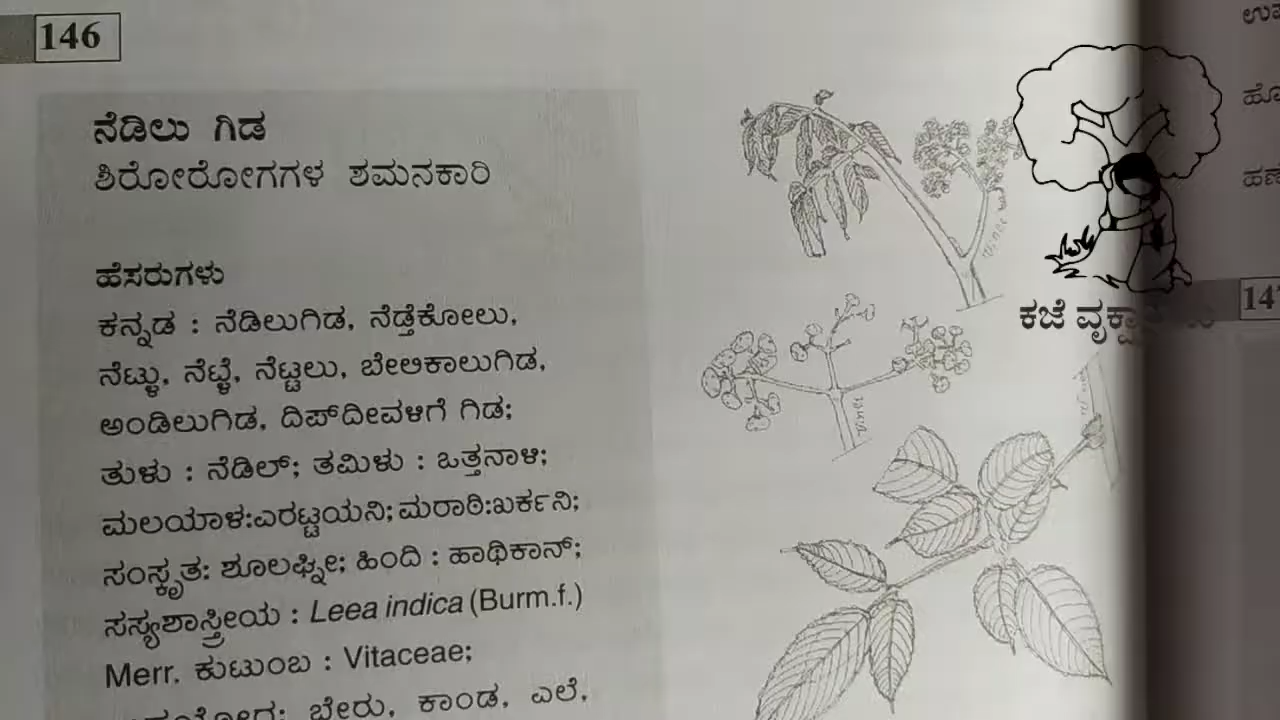 146
ನೆಡಿಲು ಗಿಡ
ಶಿರೋರೋಗಗಳ ಶಮನಕಾರಿ
ಹೆಸರುಗಳು
ಕನ್ನಡ : ನೆಡಿಲುಗಿಡ, ನೆಡ್ತೆಕೋಲು,
ನೆಟ್ಳು, ನೆಟ್ಳೆ, ನೆಟ್ಟಲು, ಬೇಲಿಕಾಲುಗಿಡ,
ಅಂಡಿಲುಗಿಡ, ದಿಪ್‌ದೀವಳಿಗೆ ಗಿಡ;
ತುಳು : ನೆಡಿಲ್; ತಮಿಳು : ಒತ್ತನಾಳಿ;
ಮಲಯಾಳ:ಎರಟ್ಟಯನಿ; ಮರಾಠಿ:ಖರ್ಕನಿ;
ಸಂಸ್ಕೃತ: ಶೂಲಘ್ನೀ; ಹಿಂದಿ : ಹಾಥಿಕಾನ್;
ಸಸ್ಯಶಾಸ್ತ್ರೀಯ : Leea indica (Burm.f.)
Merr. ಕುಟುಂಬ : Vitaceae;
ಬೇರು, ಕಾಂಡ, ಎಲೆ,
ಕಜೆ